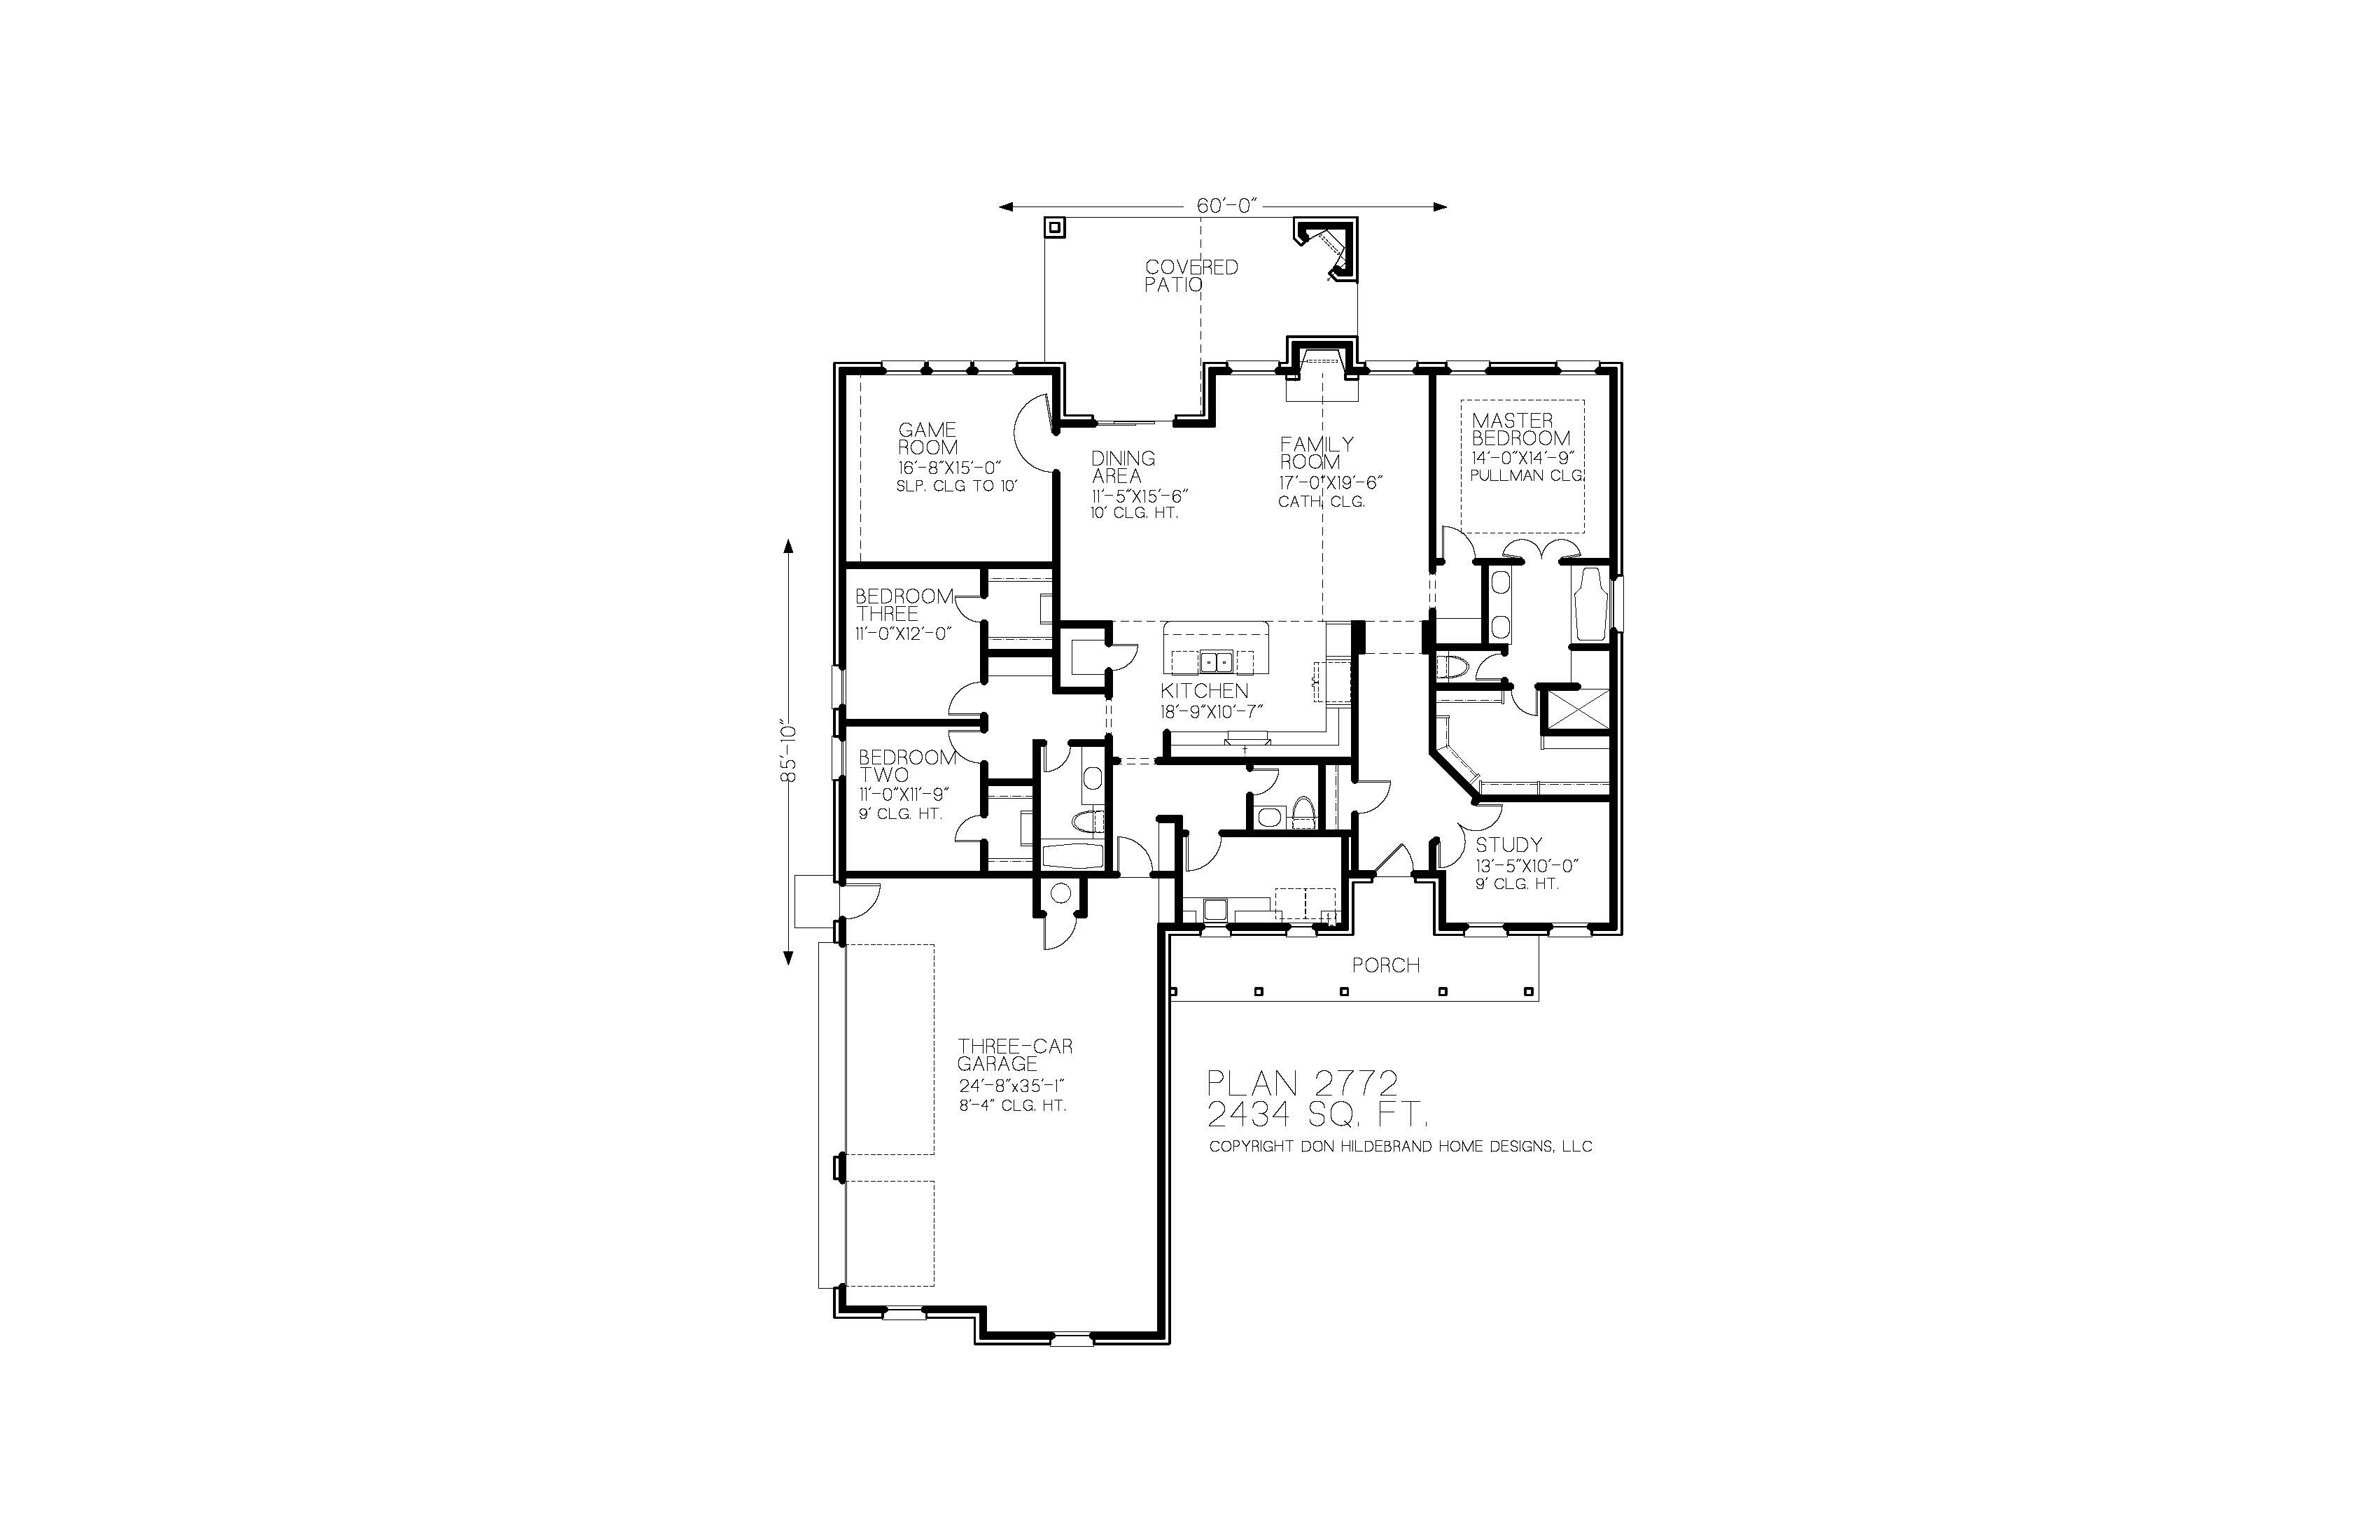 60'-0"
COVERED
PATIO
GAME
ROOM
16'-8"X15'-0"
SLP. CLG TO 10'
DINING
AREA
11'-5"X15'-6"
10' CLG. HT.
FAMILY
ROOM
17'-0"X19'-6"
CATH. CLG.
MASTER
BEDROOM
14'-0"X14'-9"
PULLMAN CLG.
BEDROOM
THREE
11'-0"X12'-0"
KITCHEN
18'-9"X10'-7"
85'-10"
BEDROOM
TWO
11'-0"X11'-9"
9' CLG. HT.
STUDY
13'-5"X10'-0"
9' CLG. HT.
PORCH
THREE-CAR
GARAGE
24'-8"x35'-1"
8'-4" CLG. HT.
PLAN 2772
2434 SQ. FT.
COPYRIGHT DON HILDEBRAND HOME DESIGNS, LLC